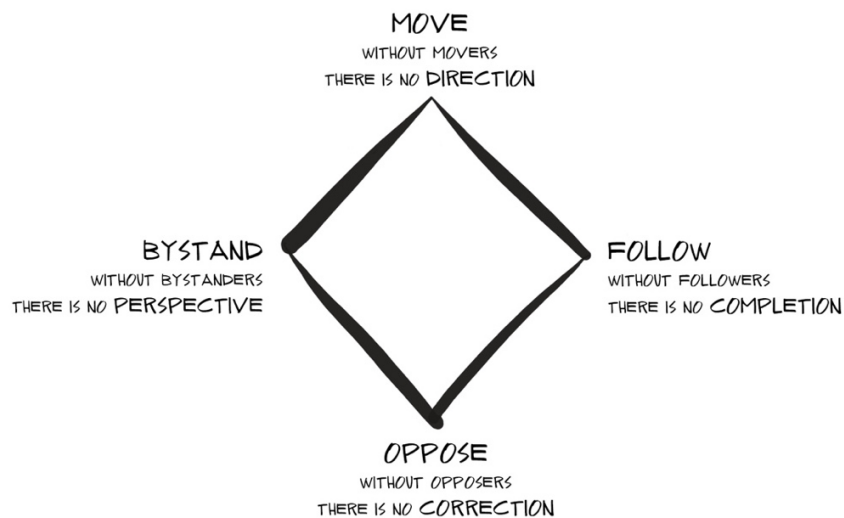 MOVE
WITHOUT MOVERS
THERE IS NO DIRECTION
BYSTAND
WITHOUT BYSTANDERS
THERE IS NO PERSPECTIVE
FOLLOW
WITHOUT FOLLOWERS
THERE IS NO COMPLETION
OPPOSE
WITHOUT OPPOSERS
THERE IS NO CORRECTION